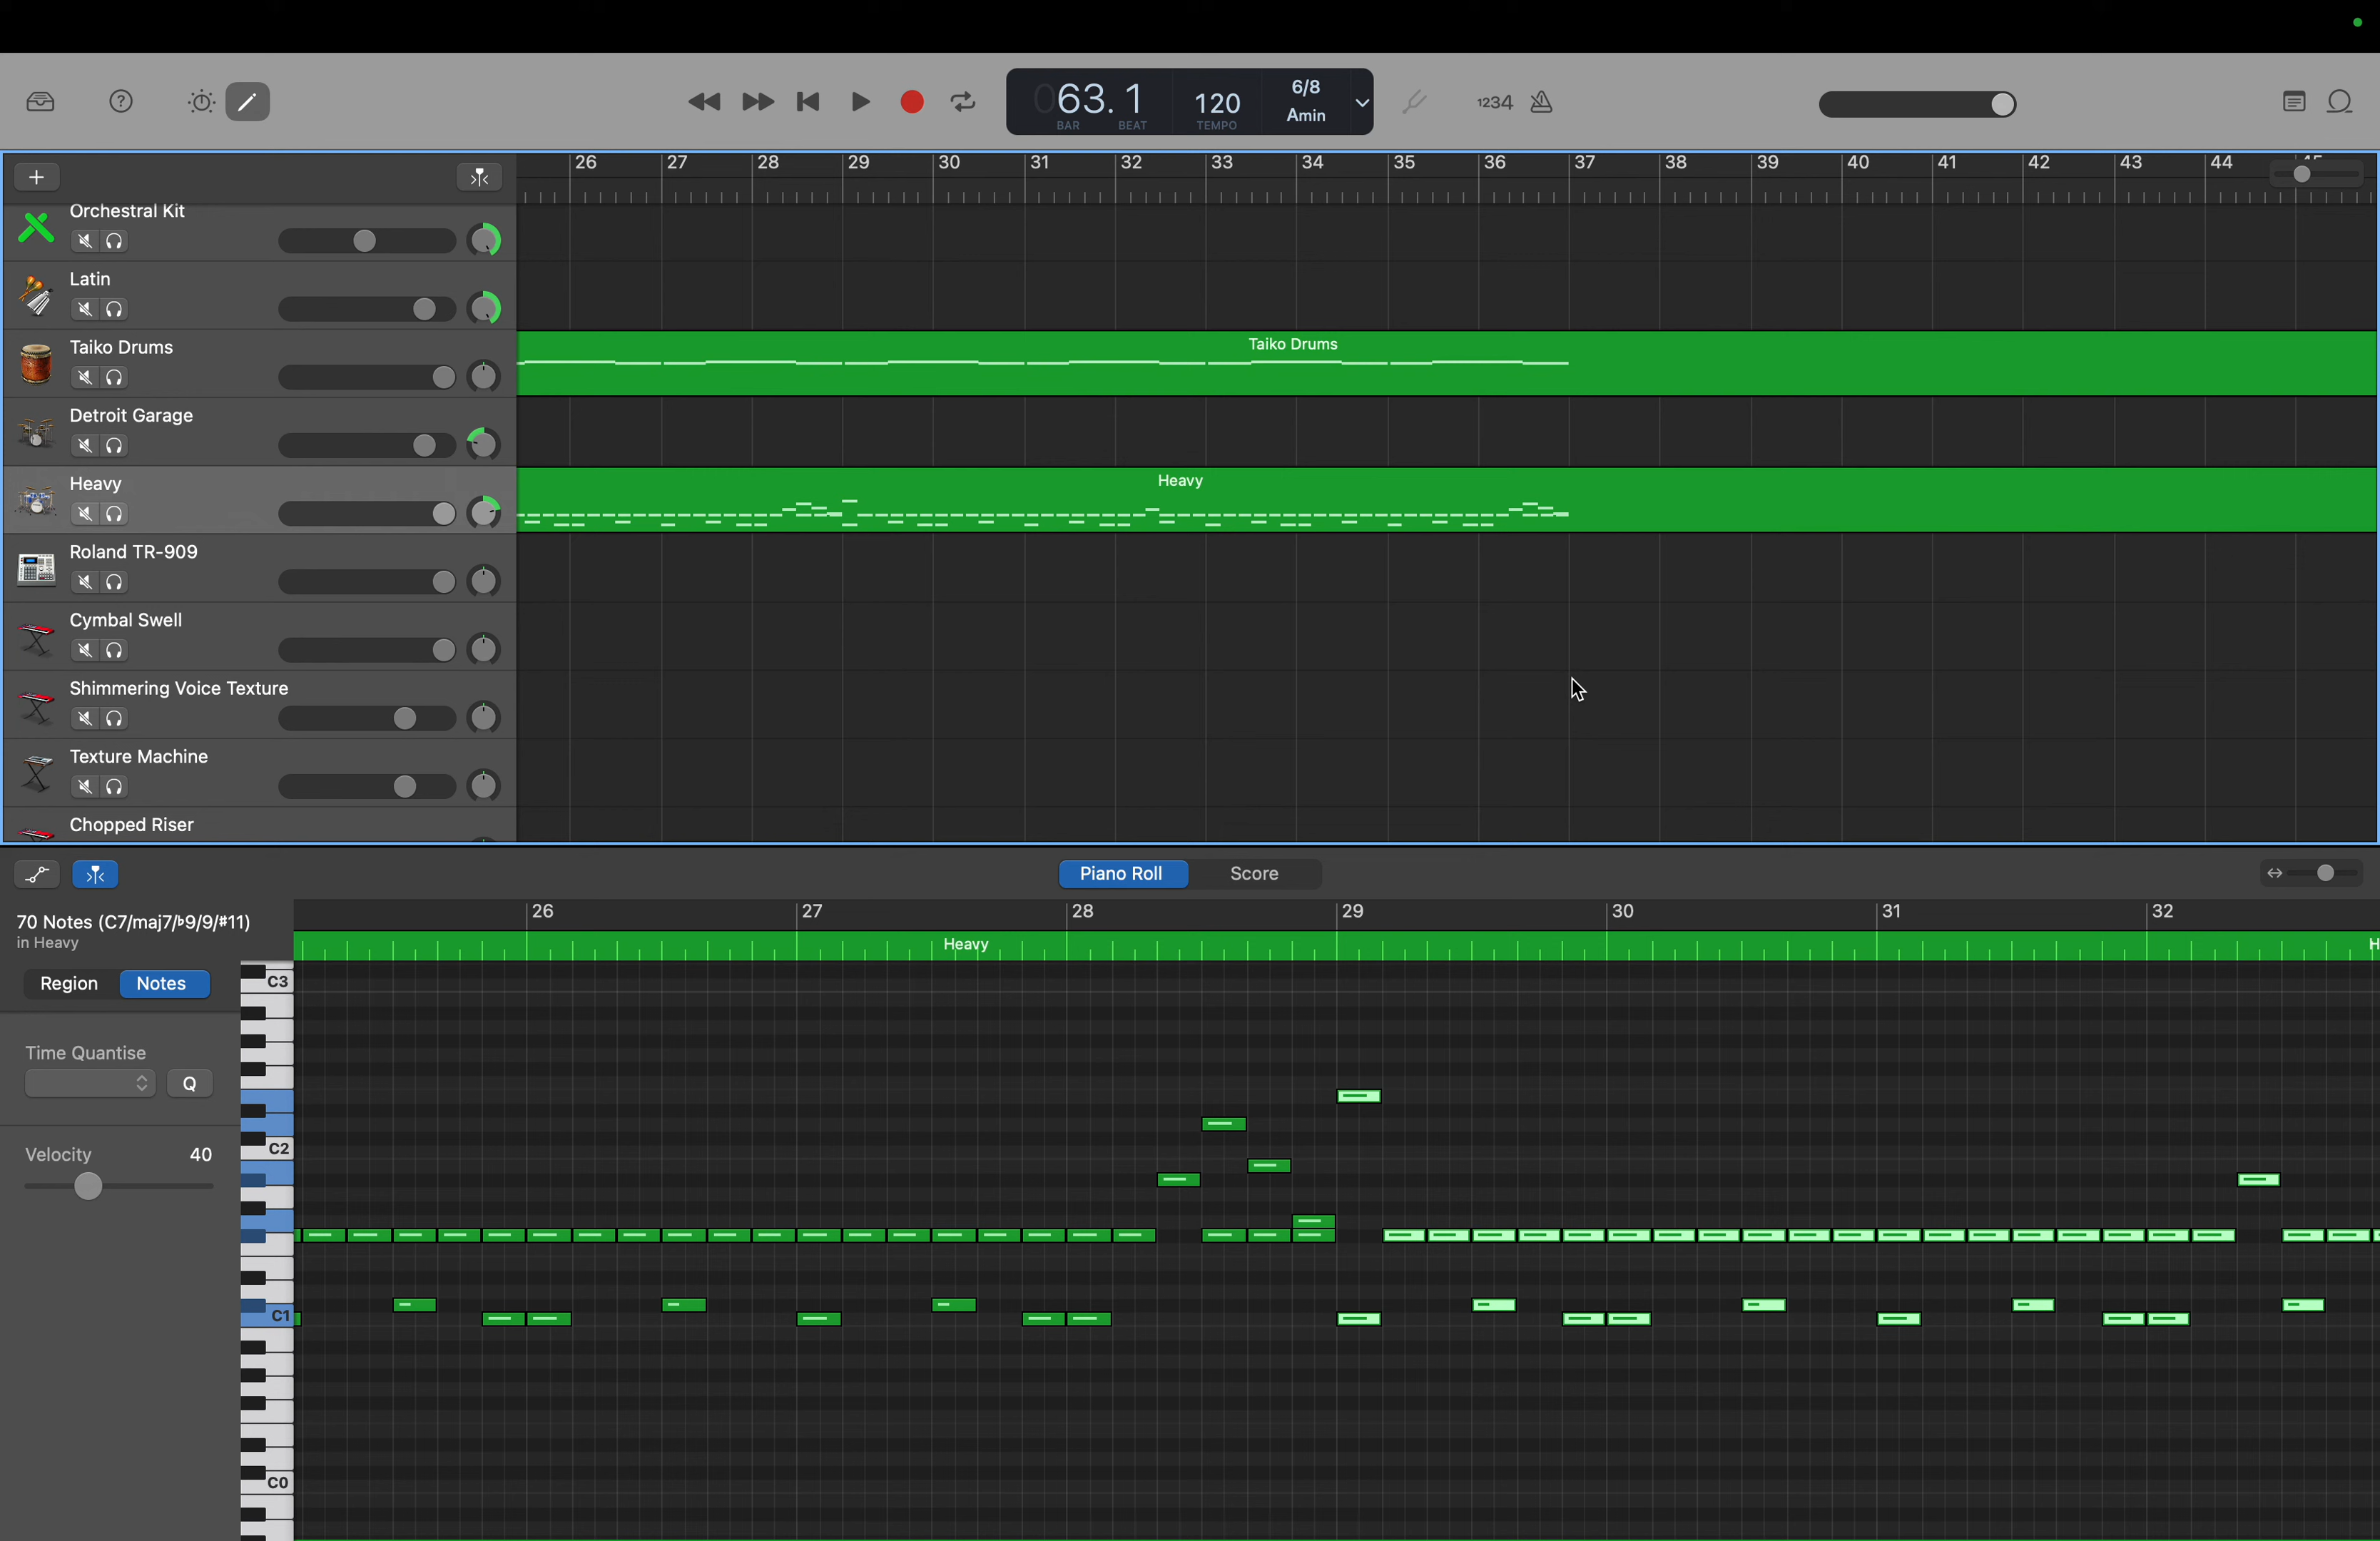 063. 1
BAR BEAT
120
TEMPO
6/8
Amin
1234
26 27 28 29 30 31 32 33 34 35 36 37 38 39 40 41 42 43 44
Orchestral Kit
Latin
Taiko Drums
Taiko Drums
Detroit Garage
Heavy
Heavy
Roland TR-909
Cymbal Swell
Shimmering Voice Texture
Texture Machine
Chopped Riser
Piano Roll Score
70 Notes (C7/maj7/♭9/9/#11)
in Heavy
26 27 28 29 30 31 32
Heavy
Region Notes
Time Quantise
Q
Velocity 40
C3
C2
C1
C0